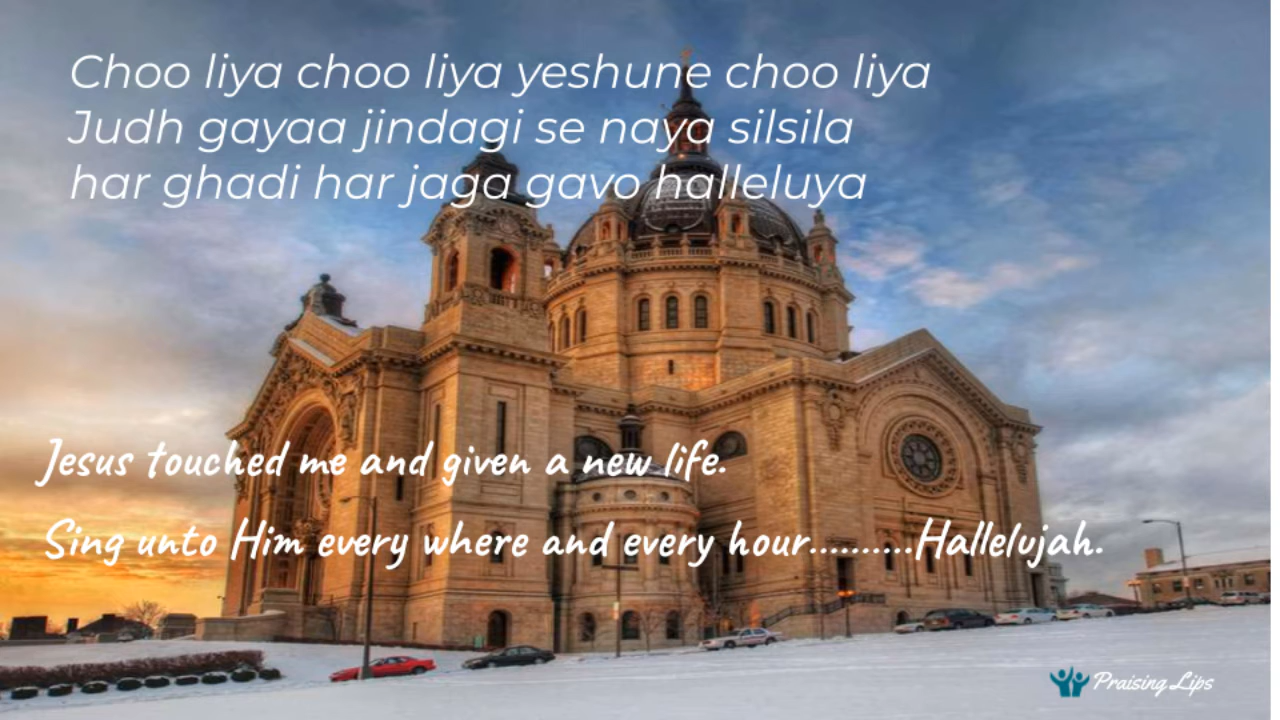 Choo liya choo liya yeshune choo liya
Judh gayaa jindagi se naya silsila
har ghadi har jaga gavo halleluya
Jesus touched me and given a new life.
Sing unto Him every where and every hour..........Hallelujah.
Praising Lips